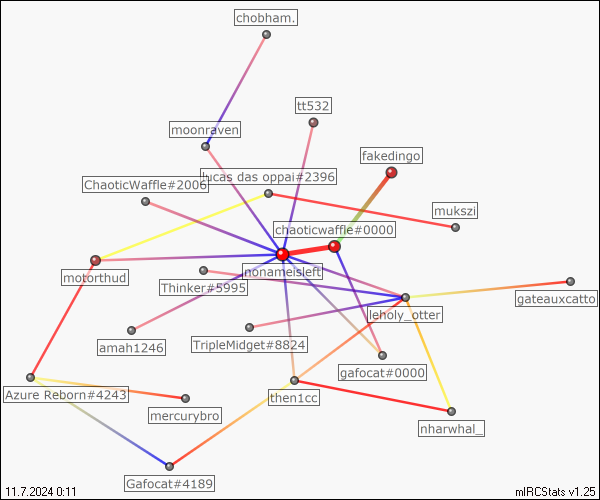 chobham.
tt532
moonraven
fakedingo
lucas das oppai#2396
ChaoticWaffle#2006
mukszi
chaoticwaffle#0000
nonameisleft
motorthud
Thinker#5995
gateauxcatto
leholy_otter
TripleMidget#8824
amah1246
gafocat#0000
Azure Reborn#4243
then1cc
mercurybro
nharwhal_
Gafocat#4189
11.7.2024 0:11
mIRCStats v1.25